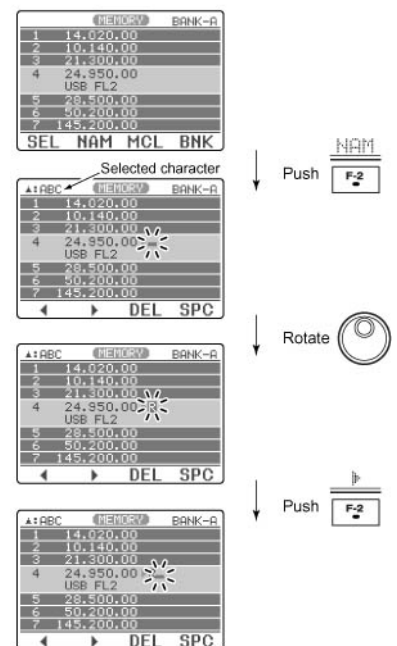 MEMORY BANK-A
1 14.020.00
2 10.140.00
3 21.300.00
4 24.950.00
USB FL2
5 28.500.00
6 50.200.00
7 145.200.00
SEL NAM MCL BNK
NAM
Push F-2
Selected character
▲:ABC MEMORY BANK-A
1 14.020.00
2 10.140.00
3 21.300.00
4 24.950.00
USB FL2
5 28.500.00
6 50.200.00
7 145.200.00
◀ ▶ DEL SPC
Rotate
▲:ABC MEMORY BANK-A
1 14.020.00
2 10.140.00
3 21.300.00
4 24.950.00 R
USB FL2
5 28.500.00
6 50.200.00
7 145.200.00
◀ ▶ DEL SPC
Push F-2
▲:ABC MEMORY BANK-A
1 14.020.00
2 10.140.00
3 21.300.00
4 24.950.00
USB FL2
5 28.500.00
6 50.200.00
7 145.200.00
◀ ▶ DEL SPC